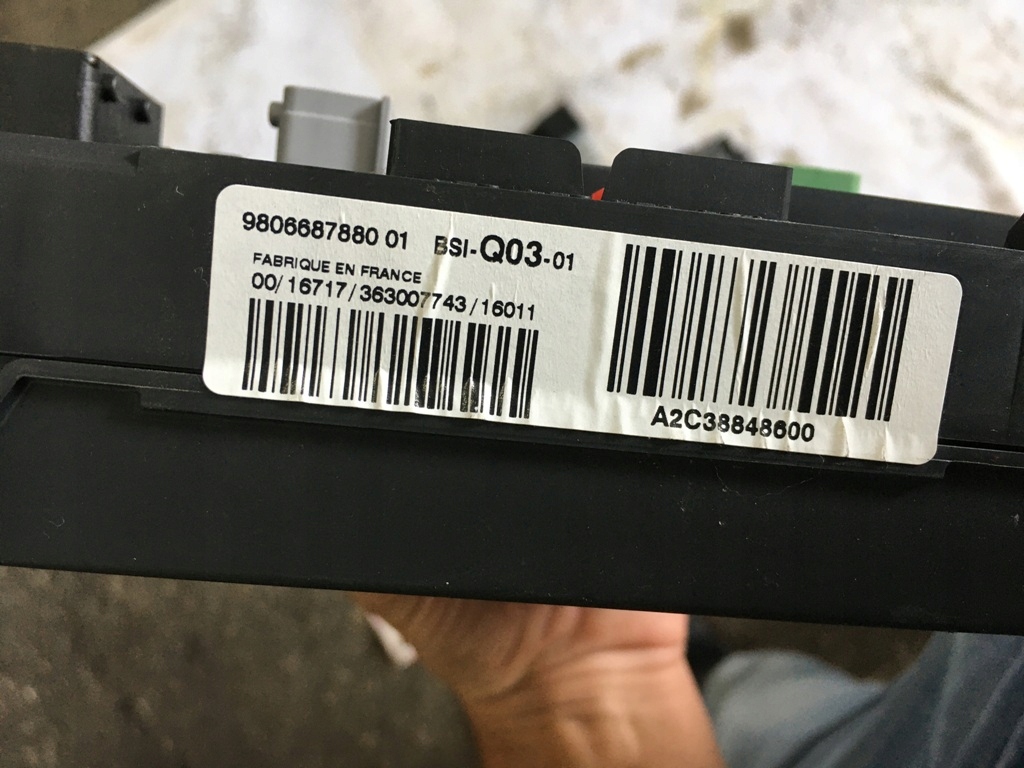 9806687880 01 BSI-Q03-01
FABRIQUE EN FRANCE
00/16717/363007743/16011
A2C38848600